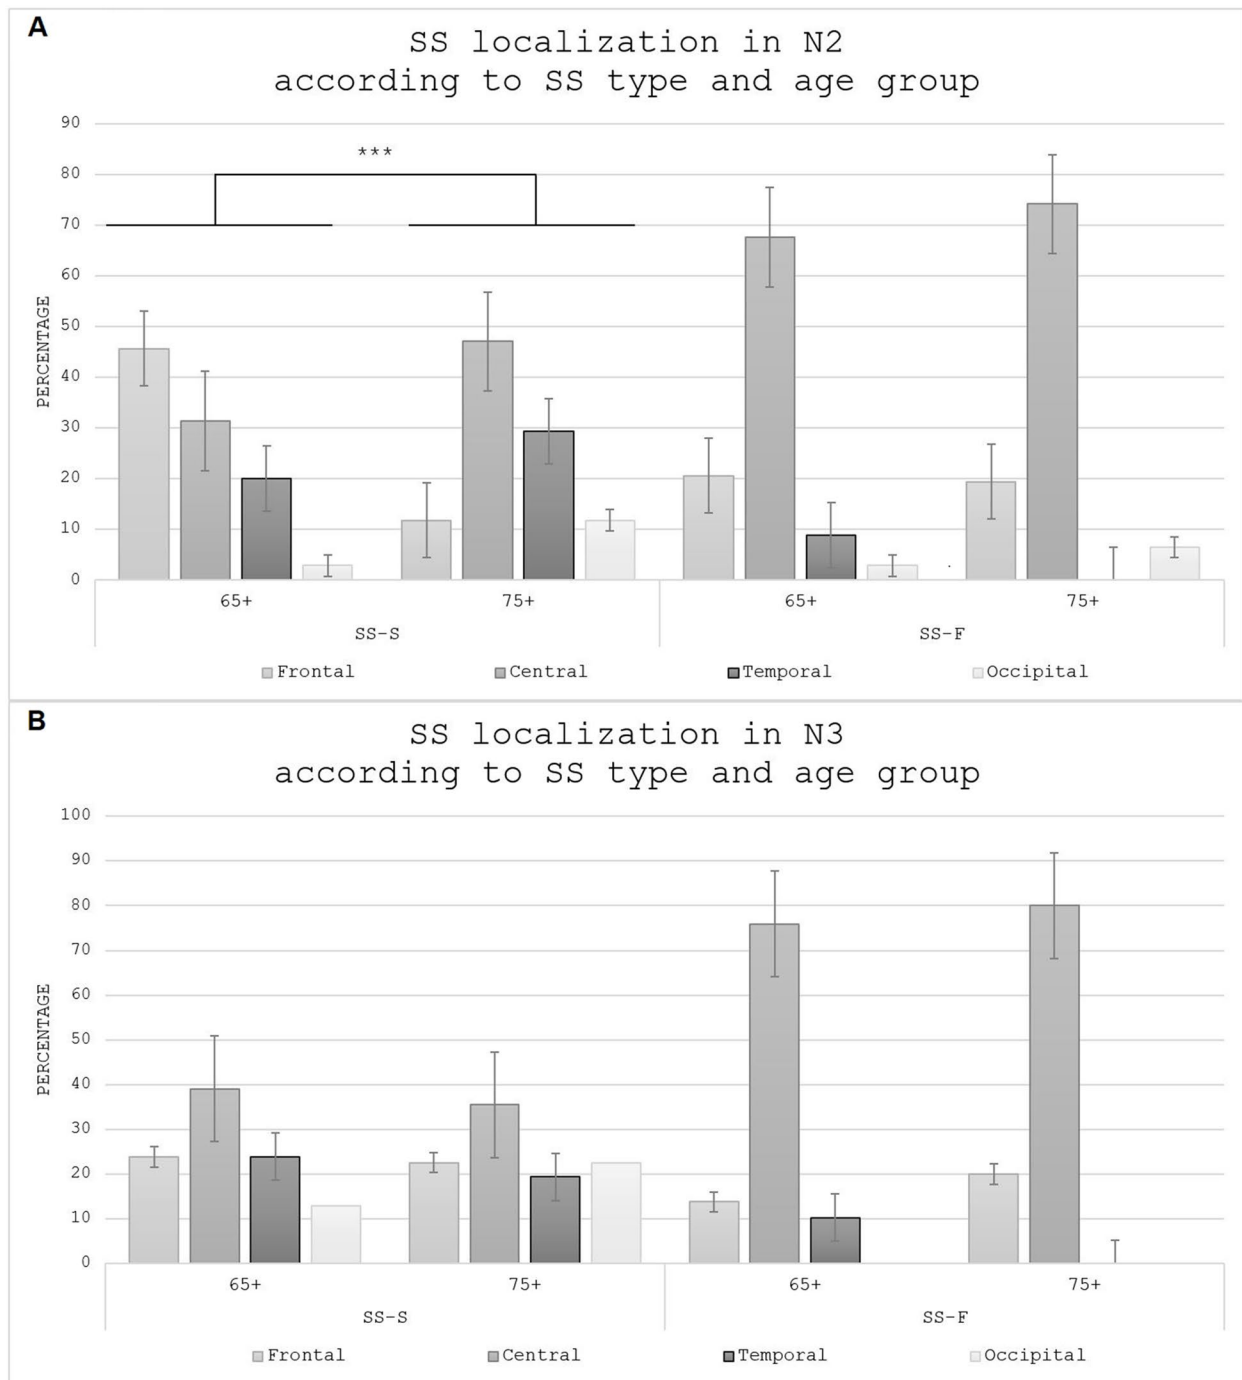 A
SS localization in N2
according to SS type and age group
90
***
80
70
60
50
40
30
20
10
0
PERCENTAGE
65+ 75+ 65+ 75+
SS-S SS-F
Frontal Central Temporal Occipital
B
SS localization in N3
according to SS type and age group
100
90
80
70
60
50
40
30
20
10
0
PERCENTAGE
65+ 75+ 65+ 75+
SS-S SS-F
Frontal Central Temporal Occipital